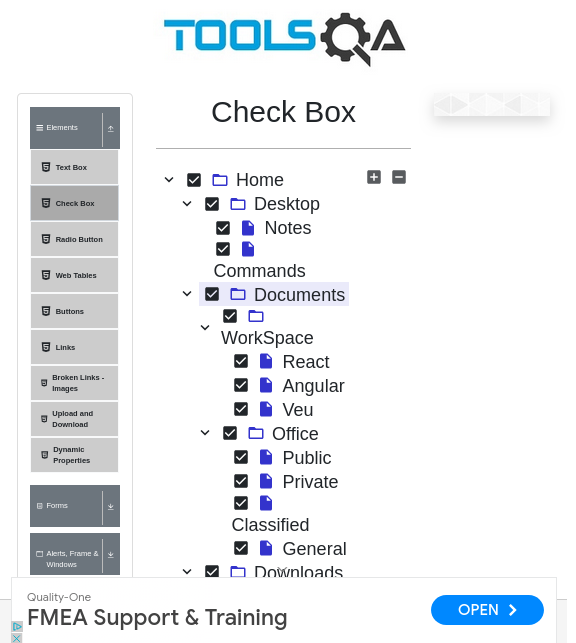 TOOLSQA
Check Box
Elements
Text Box
Check Box
Radio Button
Web Tables
Buttons
Links
Broken Links -
Images
Upload and
Download
Dynamic
Properties
Forms
Alerts, Frame &
Windows
Home
Desktop
Notes
Commands
Documents
WorkSpace
React
Angular
Veu
Office
Public
Private
Classified
General
Downloads
Quality-One
FMEA Support & Training
OPEN